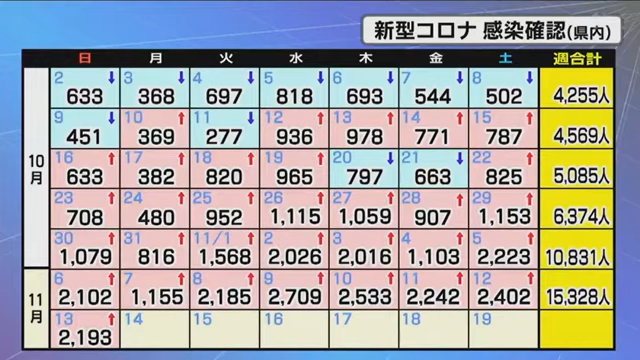 新型コロナ 感染確認(県内)
日 月 火 水 木 金 土 週合計
10月
2 ↓ 3 ↓ 4 ↓ 5 ↓ 6 ↓ 7 ↓ 8 ↓
633 368 697 818 693 544 502 4,255人
9 ↓ 10 ↑ 11 ↓ 12 ↑ 13 ↑ 14 ↑ 15 ↑
451 369 277 936 978 771 787 4,569人
16 ↑ 17 ↑ 18 ↑ 19 ↑ 20 ↓ 21 ↓ 22 ↑
633 382 820 965 797 663 825 5,085人
23 ↑ 24 ↑ 25 ↑ 26 ↑ 27 ↑ 28 ↑ 29 ↑
708 480 952 1,115 1,059 907 1,153 6,374人
30 ↑ 31 ↑ 11/1 ↑ 2 ↑ 3 ↑ 4 ↑ 5 ↑
1,079 816 1,568 2,026 2,016 1,103 2,223 10,831人
11月
6 ↑ 7 ↑ 8 ↑ 9 ↑ 10 ↑ 11 ↑ 12 ↑
2,102 1,155 2,185 2,709 2,533 2,242 2,402 15,328人
13 ↑ 14 15 16 17 18 19
2,193